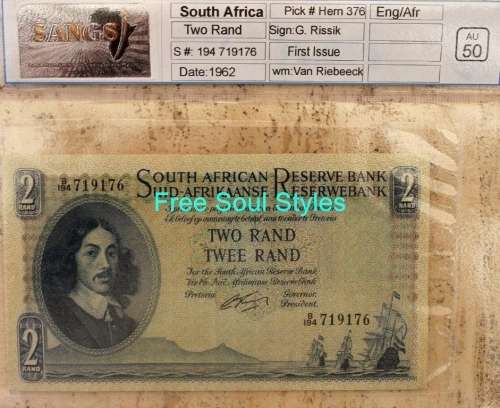 SANGS
South Africa
Pick # Hern 376
Eng/Afr
Two Rand
Sign:G. Rissik
S #: 194 719176
First Issue
Date:1962
wm:Van Riebeeck
AU
50
2
RAND
B/194 719176
SOUTH AFRICAN RESERVE BANK
SUID-AFRIKAANSE RESERWEBANK
Free Soul Styles
TWO RAND
TWEE RAND
For the South African Reserve Bank
Vir die Suid-Afrikaanse Reserwebank
Pretoria
Governor.
President.
B/194 719176
2
RAND
2
RAND